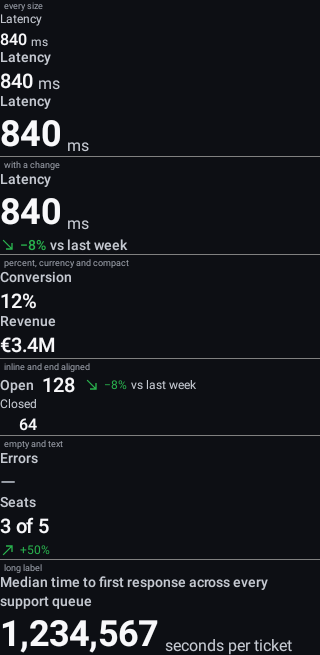 every size
Latency
840 ms
Latency
840 ms
Latency
840 ms
with a change
Latency
840 ms
−8% vs last week
percent, currency and compact
Conversion
12%
Revenue
€3.4M
inline and end aligned
Open 128 −8% vs last week
Closed
64
empty and text
Errors
—
Seats
3 of 5
+50%
long label
Median time to first response across every
support queue
1,234,567 seconds per ticket